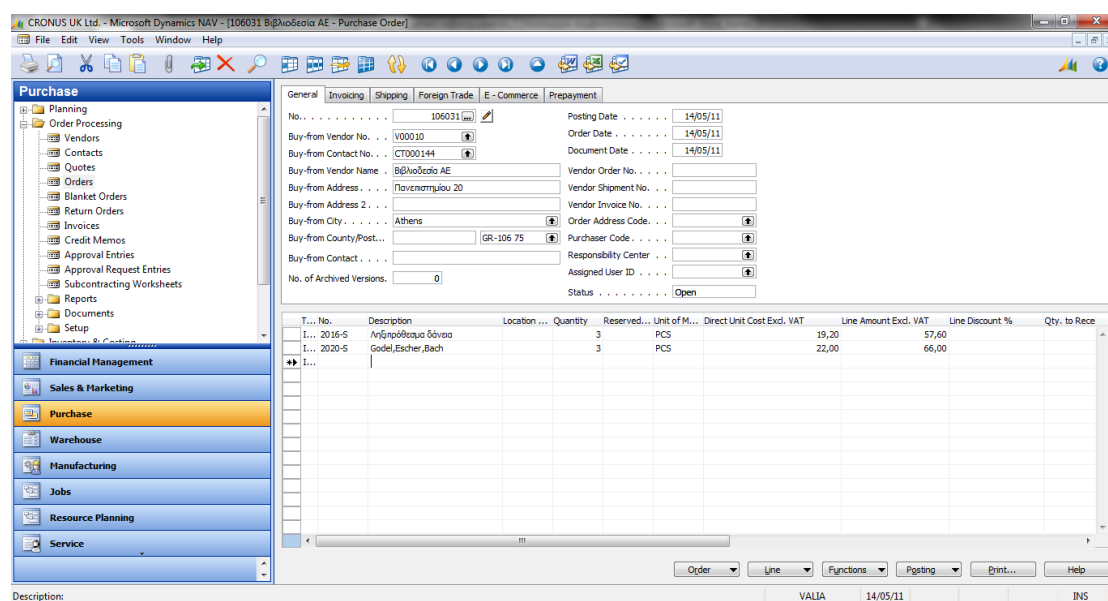 CRONUS UK Ltd. - Microsoft Dynamics NAV - [106031 Βιβλιοδεσία ΑΕ - Purchase Order]
File Edit View Tools Window Help
Purchase
Planning
Order Processing
Vendors
Contacts
Quotes
Orders
Blanket Orders
Return Orders
Invoices
Credit Memos
Approval Entries
Approval Request Entries
Subcontracting Worksheets
Reports
Documents
Setup
Inventory & Costing
Financial Management
Sales & Marketing
Purchase
Warehouse
Manufacturing
Jobs
Resource Planning
Service
General Invoicing Shipping Foreign Trade E - Commerce Prepayment
No. . . . . . . . . . . . 106031 ...
Buy-from Vendor No. . . V00010
Buy-from Contact No. . . CT000144
Buy-from Vendor Name . Βιβλιοδεσία ΑΕ
Buy-from Address. . . . Πανεπιστημίου 20
Buy-from Address 2. . .
Buy-from City . . . . . . Athens
Buy-from County/Post... GR-106 75
Buy-from Contact . . . .
No. of Archived Versions. 0
Posting Date . . . . . . 14/05/11
Order Date . . . . . . . 14/05/11
Document Date . . . . . 14/05/11
Vendor Order No. . . . .
Vendor Shipment No. . .
Vendor Invoice No. . . .
Order Address Code. . .
Purchaser Code . . . . .
Responsibility Center . .
Assigned User ID . . . .
Status . . . . . . . . . Open
T... No. Description Location ... Quantity Reserved... Unit of M... Direct Unit Cost Excl. VAT Line Amount Excl. VAT Line Discount % Qty. to Rece
I... 2016-S Ληξιπρόθεσμα δάνεια 3 PCS 19,20 57,60
I... 2020-S Godel,Escher,Bach 3 PCS 22,00 66,00
I...
Order Line Functions Posting Print... Help
Description: VALIA 14/05/11 INS